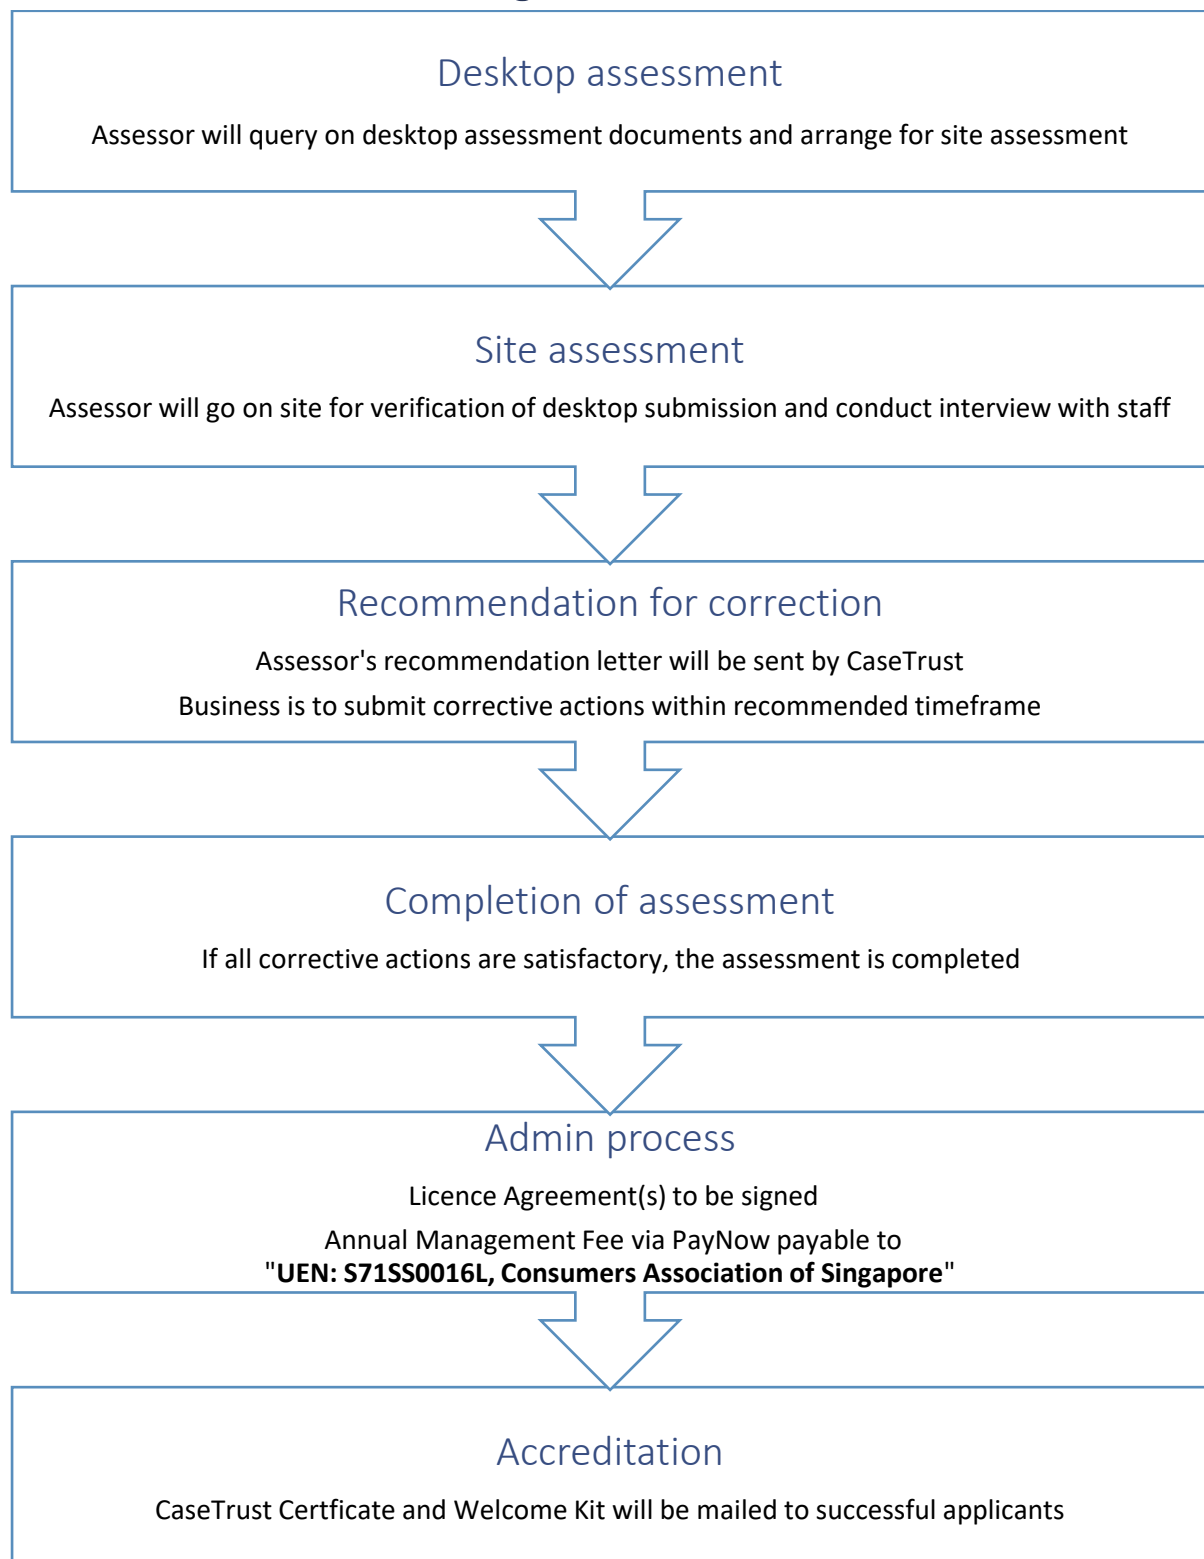 Desktop assessment
Assessor will query on desktop assessment documents and arrange for site assessment
Site assessment
Assessor will go on site for verification of desktop submission and conduct interview with staff
Recommendation for correction
Assessor's recommendation letter will be sent by CaseTrust
Business is to submit corrective actions within recommended timeframe
Completion of assessment
If all corrective actions are satisfactory, the assessment is completed
Admin process
Licence Agreement(s) to be signed
Annual Management Fee via PayNow payable to
"UEN: S71SS0016L, Consumers Association of Singapore"
Accreditation
CaseTrust Certficate and Welcome Kit will be mailed to successful applicants